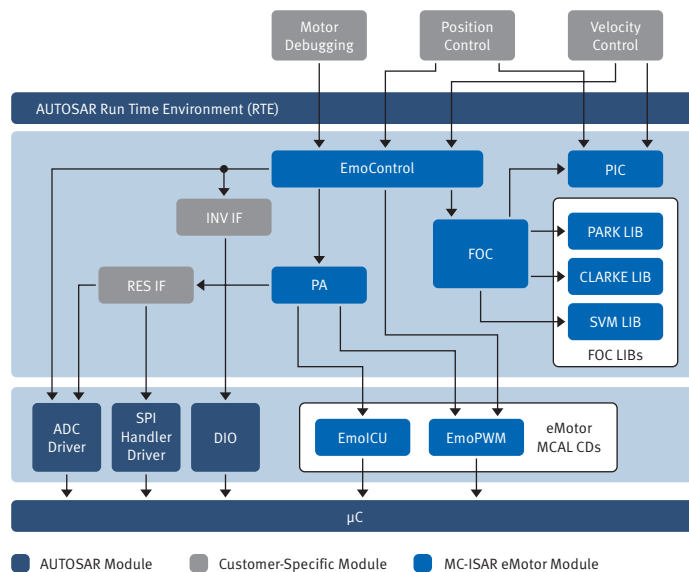 Motor
Debugging
Position
Control
Velocity
Control
AUTOSAR Run Time Environment (RTE)
EmoControl
PIC
INV IF
FOC
PARK LIB
CLARKE LIB
SVM LIB
FOC LIBs
RES IF
PA
ADC
Driver
SPI
Handler
Driver
DIO
EmoICU
EmoPWM
eMotor
MCAL CDs
µC
AUTOSAR Module
Customer-Specific Module
MC-ISAR eMotor Module